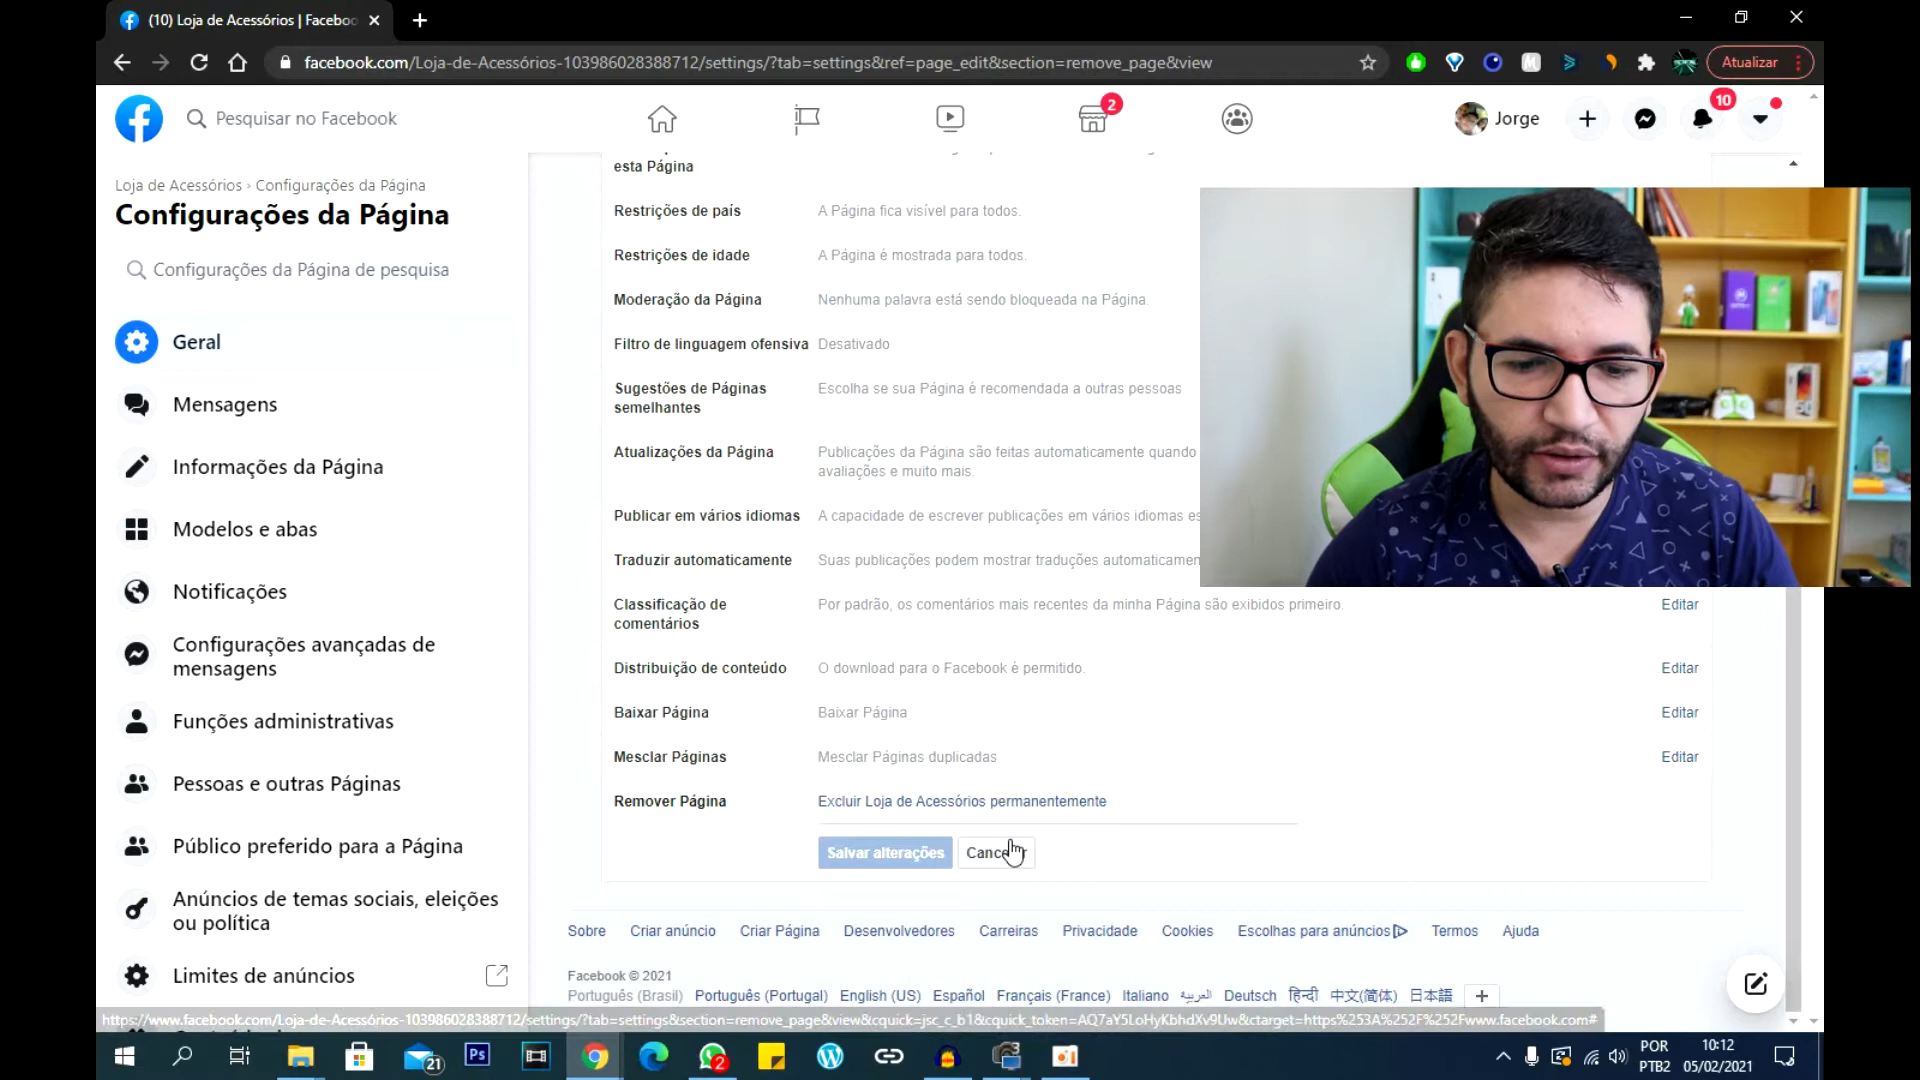 (10) Loja de Acessórios | Facebo
facebook.com/Loja-de-Acessórios-103986028388712/settings/?tab=settings&ref=page_edit&section=remove_page&view
Atualizar
Pesquisar no Facebook
2
Jorge
10
Loja de Acessórios › Configurações da Página
Configurações da Página
Configurações da Página de pesquisa
Geral
Mensagens
Informações da Página
Modelos e abas
Notificações
Configurações avançadas de
mensagens
Funções administrativas
Pessoas e outras Páginas
Público preferido para a Página
Anúncios de temas sociais, eleições
ou política
Limites de anúncios
esta Página
Restrições de país A Página fica visível para todos.
Restrições de idade A Página é mostrada para todos.
Moderação da Página Nenhuma palavra está sendo bloqueada na Página.
Filtro de linguagem ofensiva Desativado
Sugestões de Páginas Escolha se sua Página é recomendada a outras pessoas
semelhantes
Atualizações da Página Publicações da Página são feitas automaticamente quando
avaliações e muito mais.
Publicar em vários idiomas A capacidade de escrever publicações em vários idiomas es
Traduzir automaticamente Suas publicações podem mostrar traduções automaticamen
Classificação de Por padrão, os comentários mais recentes da minha Página são exibidos primeiro. Editar
comentários
Distribuição de conteúdo O download para o Facebook é permitido. Editar
Baixar Página Baixar Página Editar
Mesclar Páginas Mesclar Páginas duplicadas Editar
Remover Página Excluir Loja de Acessórios permanentemente
Salvar alterações Cancelar
Sobre Criar anúncio Criar Página Desenvolvedores Carreiras Privacidade Cookies Escolhas para anúncios Termos Ajuda
Facebook © 2021
Português (Brasil) Português (Portugal) English (US) Español Français (France) Italiano العربية Deutsch हिन्दी 中文(简体) 日本語
https://www.facebook.com/Loja-de-Acessórios-103986028388712/settings/?tab=settings&section=remove_page&view&cquick=jsc_c_b1&cquick_token=AQ7aY5LoHyKbhdXv9Uw&ctarget=https%253A%252F%252Fwww.facebook.com#
21
Ps
2
POR
PTB2
10:12
05/02/2021